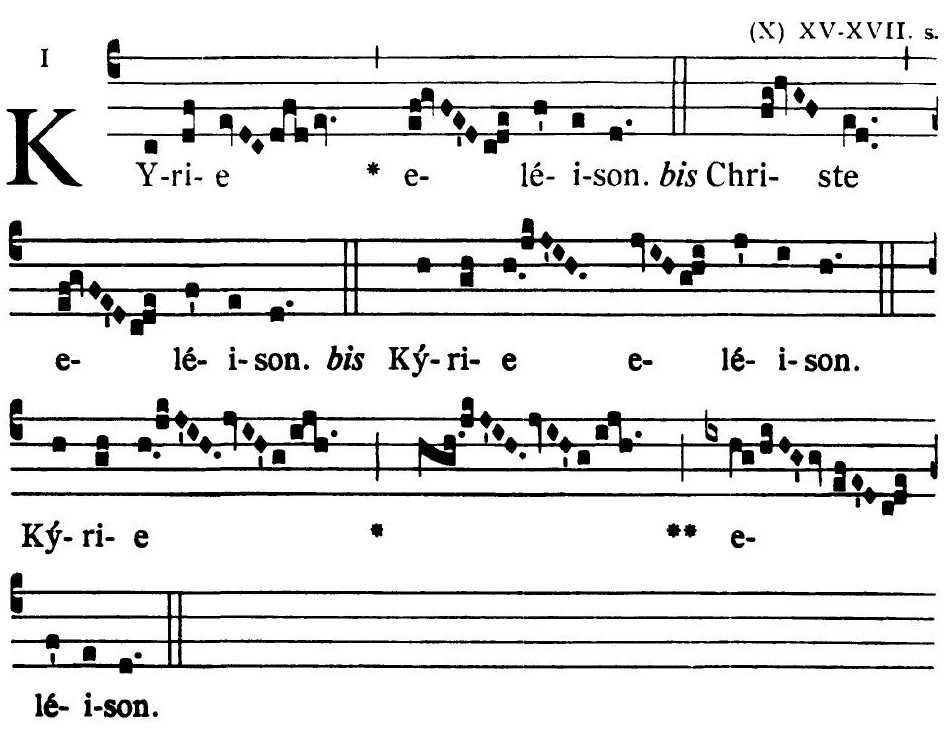 (X) XV-XVII. s.
I
KY-ri- e * e- lé- i-son. bis Chri- ste
e- lé- i- son. bis Ký- ri- e e- lé- i- son.
Ký- ri- e * ** e-
lé- i-son.